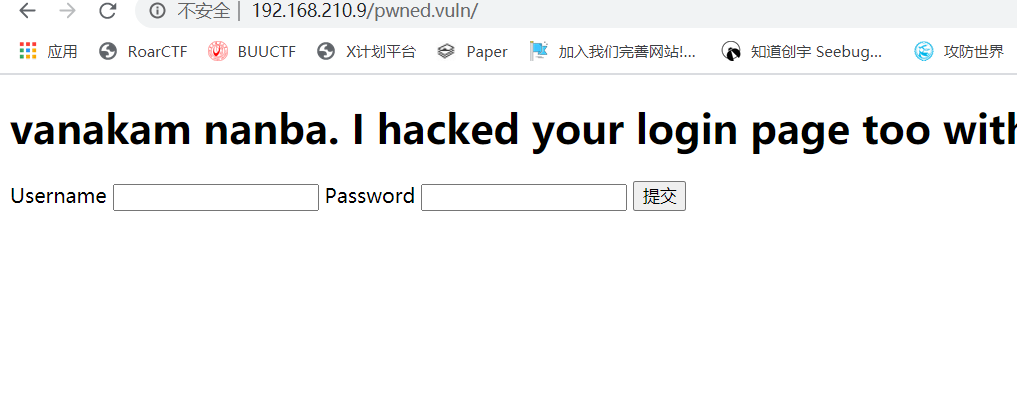 不安全 | 192.168.210.9/pwned.vuln/
应用 RoarCTF BUUCTF X计划平台 Paper 加入我们完善网站!... 知道创宇 Seebug... 攻防世界
vanakam nanba. I hacked your login page too with
Username Password 提交